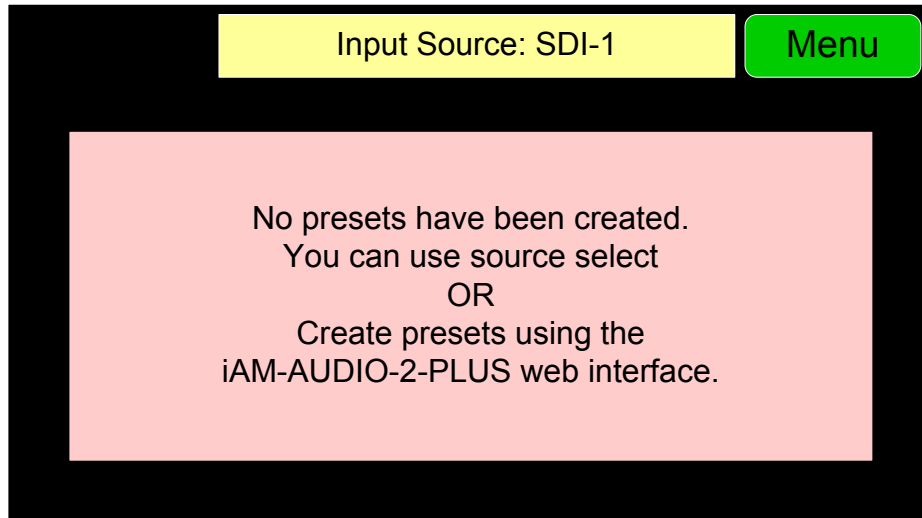 Input Source: SDI-1
Menu
No presets have been created.
You can use source select
OR
Create presets using the
iAM-AUDIO-2-PLUS web interface.